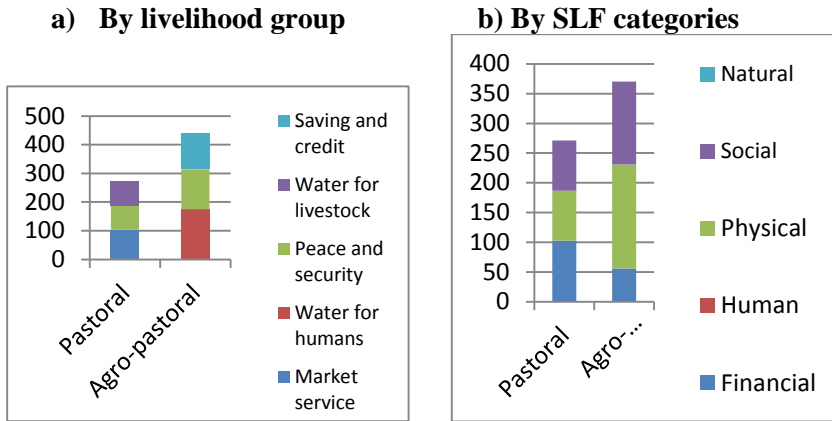 a) By livelihood group
500
400
300
200
100
0
Pastoral
Agro-pastoral
Saving and
credit
Water for
livestock
Peace and
security
Water for
humans
Market
service
b) By SLF categories
400
350
300
250
200
150
100
50
0
Pastoral
Agro-...
Natural
Social
Physical
Human
Financial